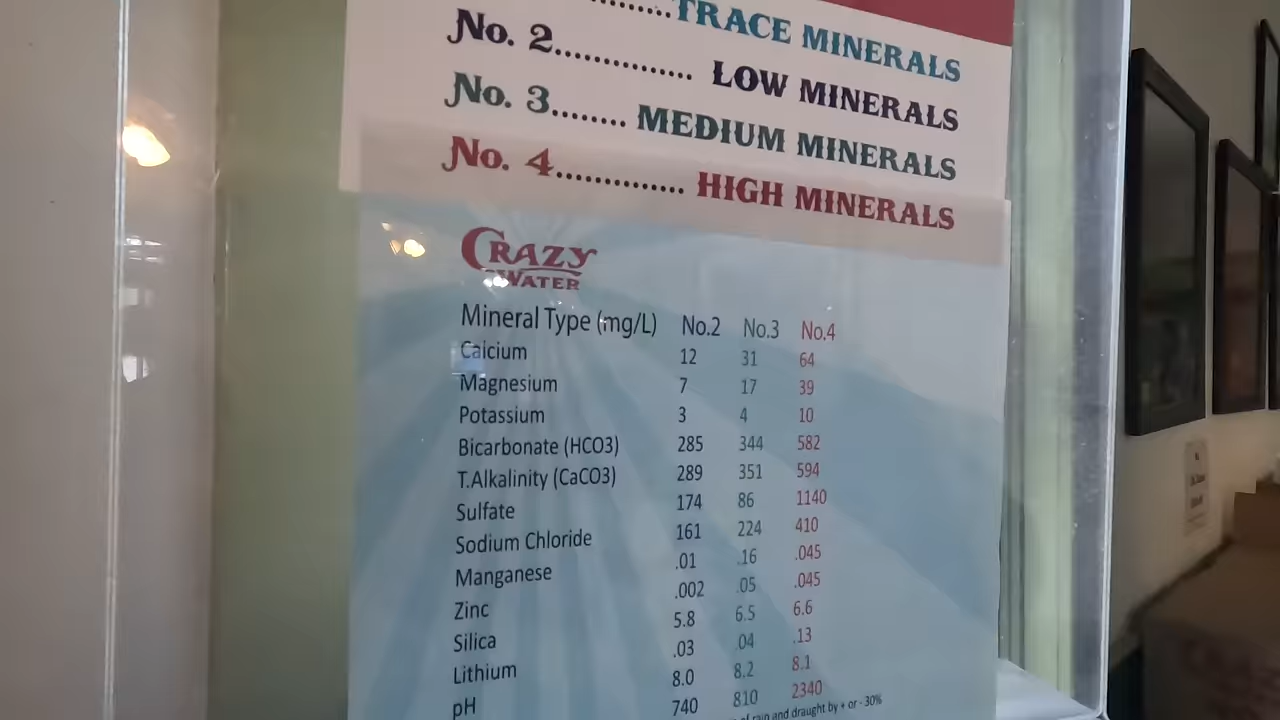 TRACE MINERALS
No. 2............... LOW MINERALS
No. 3........ MEDIUM MINERALS
No. 4............. HIGH MINERALS
CRAZY
WATER
Mineral Type (mg/L) No.2 No.3 No.4
Calcium 12 31 64
Magnesium 7 17 39
Potassium 3 4 10
Bicarbonate (HCO3) 285 344 582
T.Alkalinity (CaCO3) 289 351 594
Sulfate 174 86 1140
Sodium Chloride 161 224 410
Manganese .01 .16 .045
Zinc .002 .05 .045
Silica 5.8 6.5 6.6
Lithium .03 .04 .13
pH 8.0 8.2 8.1
740 810 2340
of rain and draught by + or - 30%